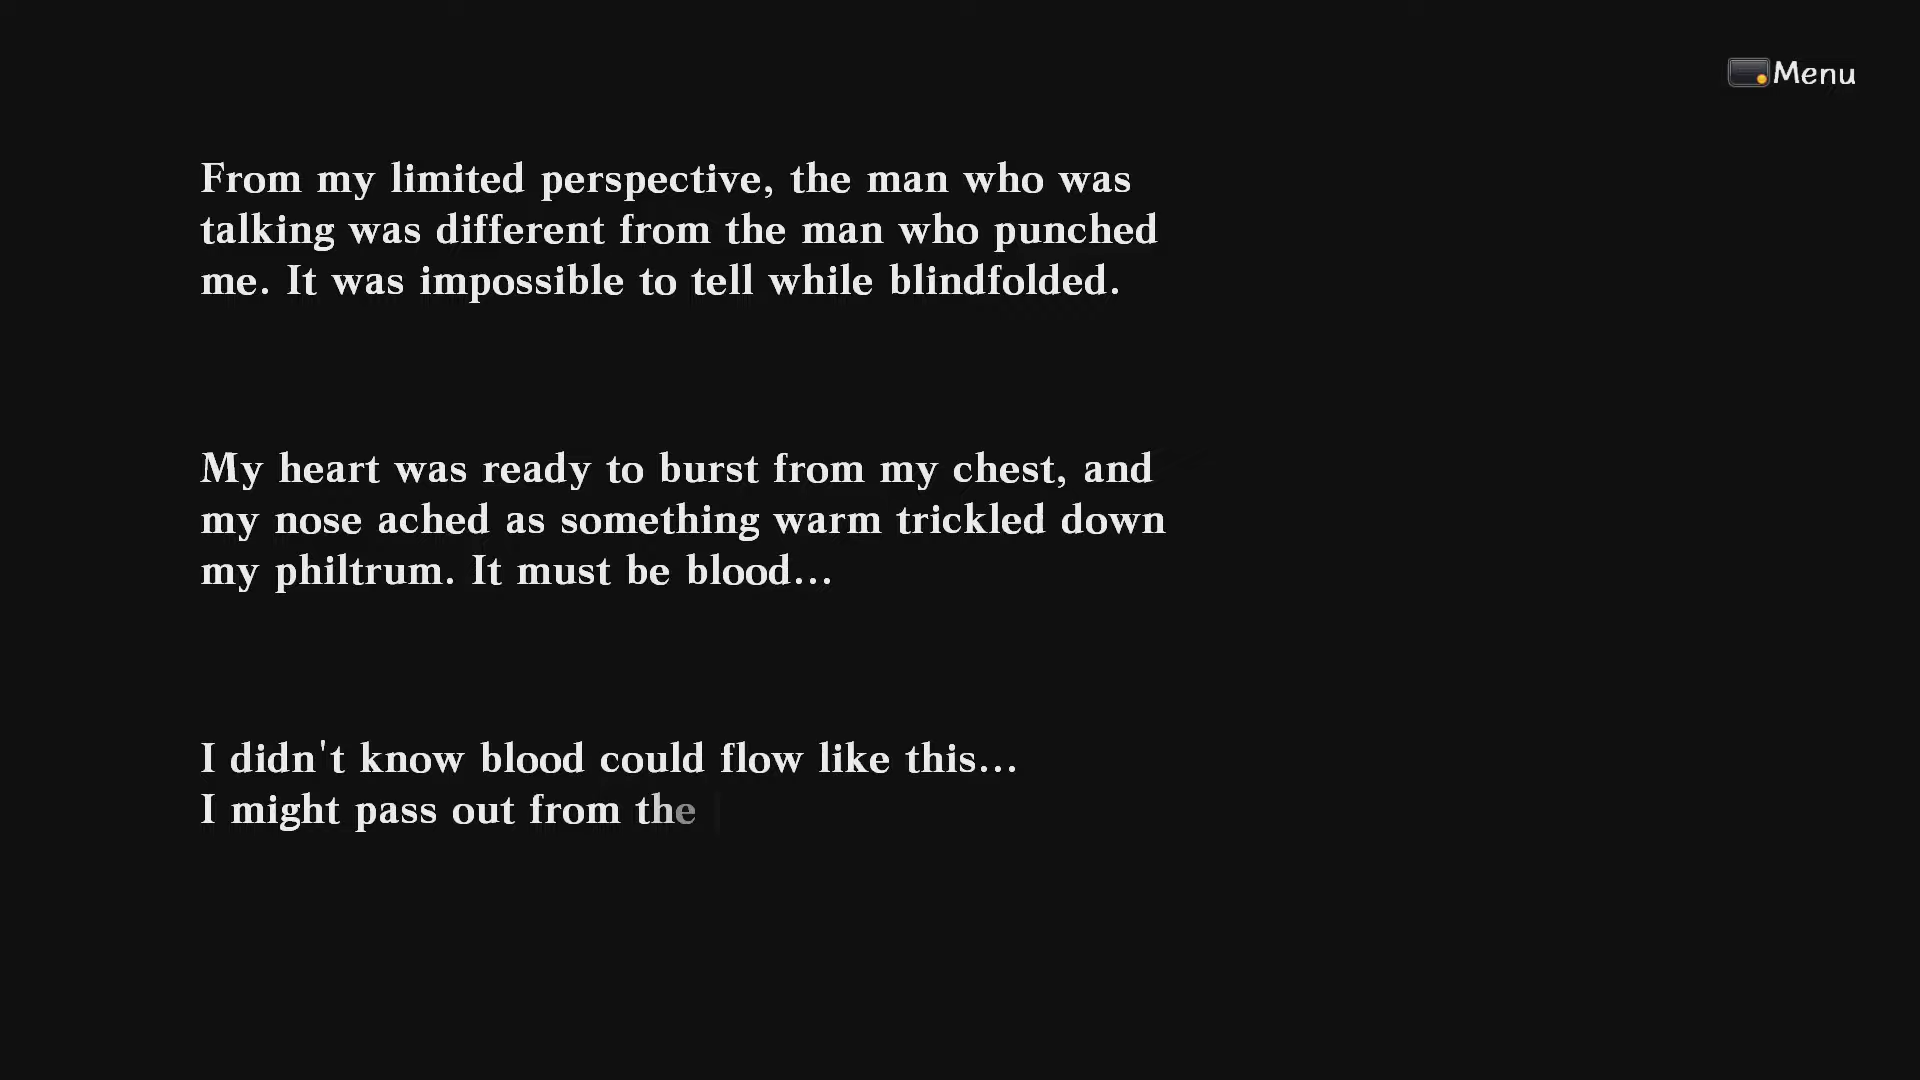 Menu
From my limited perspective, the man who was
talking was different from the man who punched
me. It was impossible to tell while blindfolded.
My heart was ready to burst from my chest, and
my nose ached as something warm trickled down
my philtrum. It must be blood...
I didn't know blood could flow like this...
I might pass out from the